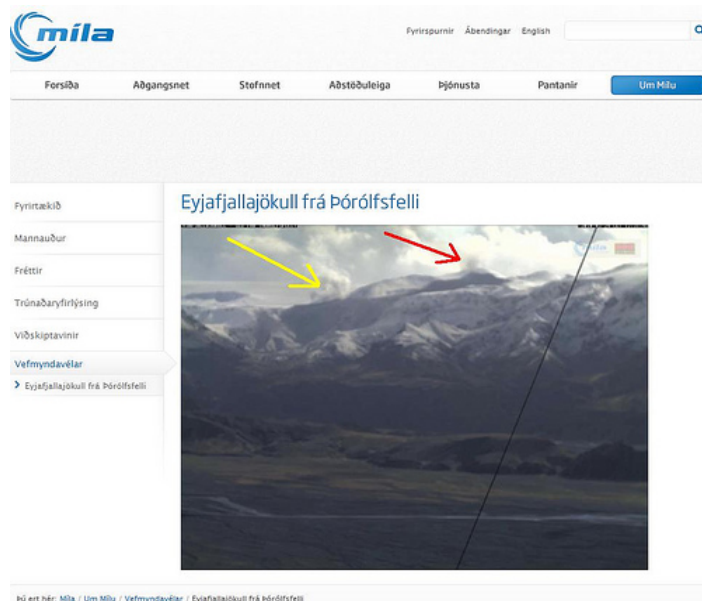 míla
Fyrirspurnir Ábendingar English
Forsíða Aðgangsnet Stofnnet Aðstöðuleiga Þjónusta Pantanir Um Mílu
Fyrirtækið
Eyjafjallajökull frá Þórólfsfelli
Mannauður
Fréttir
Trúnaðaryfirlýsing
Viðskiptavinir
Vefmyndavélar
Eyjafjallajökull frá Þórólfsfelli
míla
Þú ert hér: Míla / Um Mílu / Vefmyndavélar / Eyjafjallajökull frá Þórólfsfelli